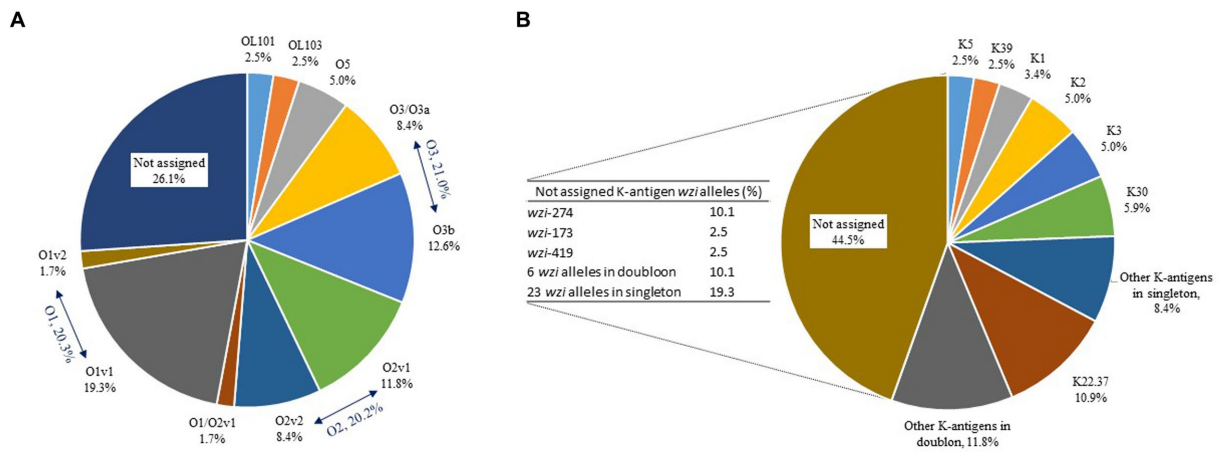 A
OL101
2.5%
OL103
2.5%
O5
5.0%
O3/O3a
8.4%
O3, 21.0%
O3b
12.6%
O2v1
11.8%
O2, 20.2%
O2v2
8.4%
O1/O2v1
1.7%
O1v1
19.3%
O1, 20.3%
O1v2
1.7%
Not assigned
26.1%
B
K5
2.5%
K39
2.5%
K1
3.4%
K2
5.0%
K3
5.0%
K30
5.9%
Other K-antigens
in singleton,
8.4%
K22.37
10.9%
Other K-antigens in
doublon, 11.8%
Not assigned
44.5%
Not assigned K-antigen wzi alleles (%)
wzi-274 10.1
wzi-173 2.5
wzi-419 2.5
6 wzi alleles in doubloon 10.1
23 wzi alleles in singleton 19.3